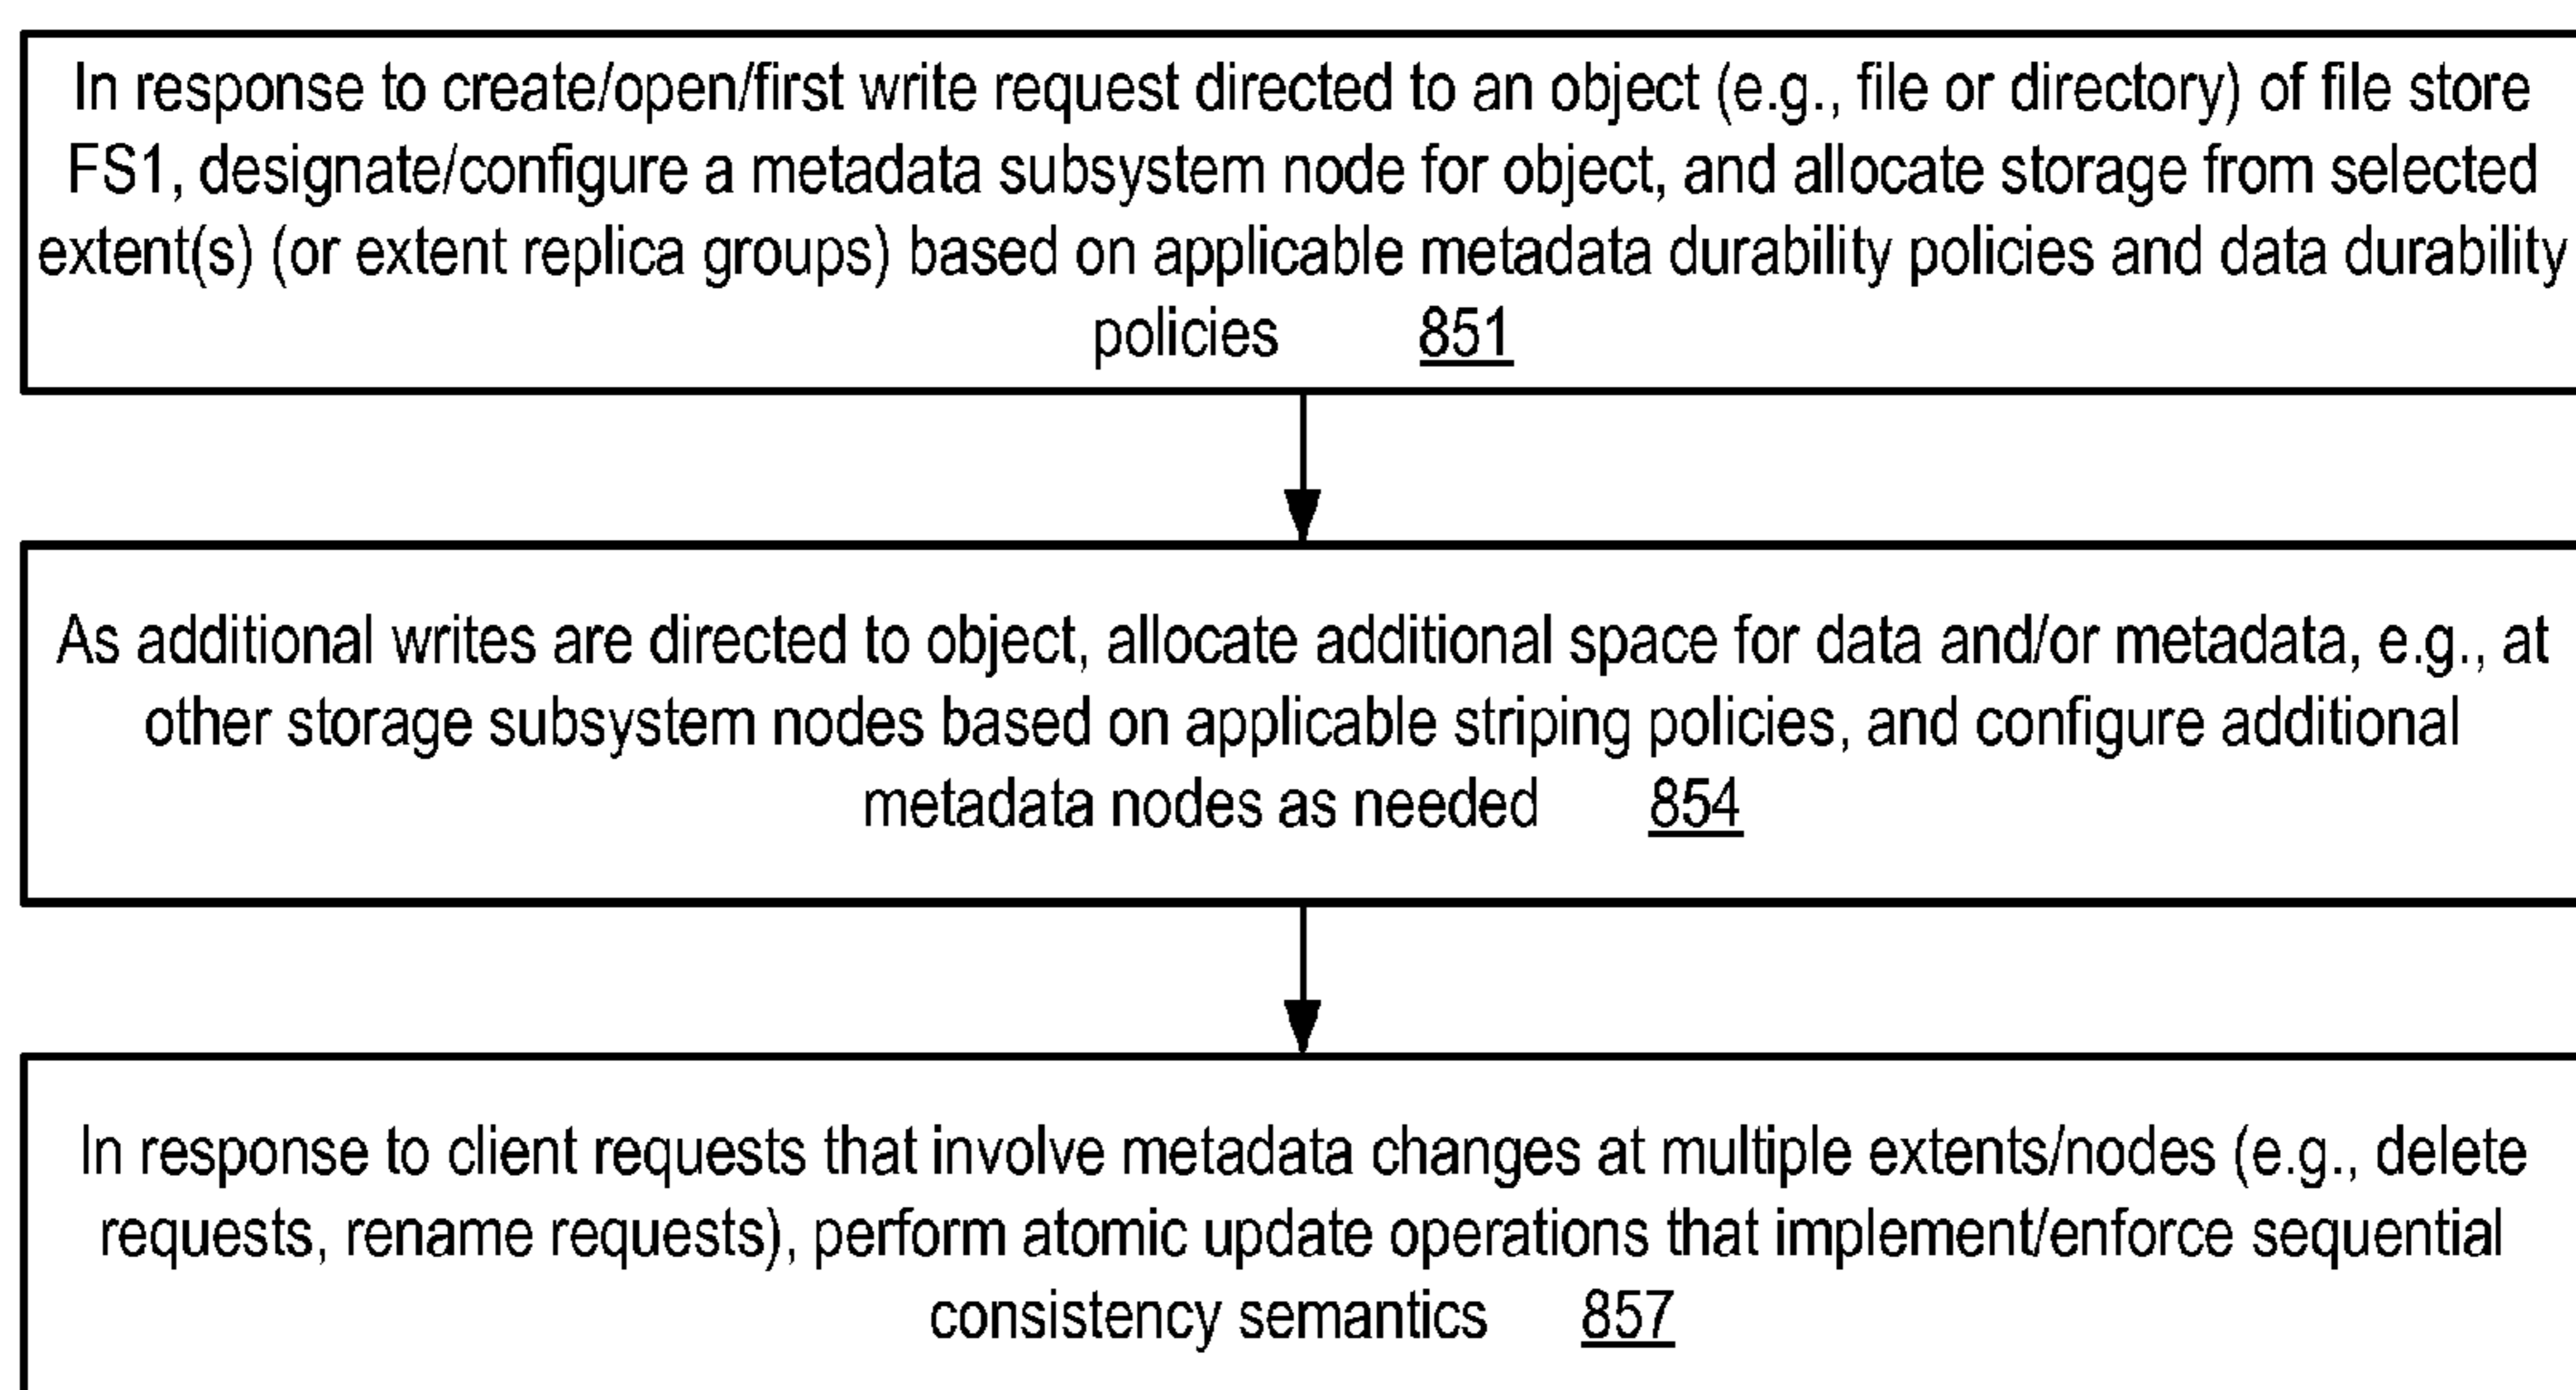 In response to create/open/first write request directed to an object (e.g., file or directory) of file store
FS1, designate/configure a metadata subsystem node for object, and allocate storage from selected
extent(s) (or extent replica groups) based on applicable metadata durability policies and data durability
policies 851
As additional writes are directed to object, allocate additional space for data and/or metadata, e.g., at
other storage subsystem nodes based on applicable striping policies, and configure additional
metadata nodes as needed 854
In response to client requests that involve metadata changes at multiple extents/nodes (e.g., delete
requests, rename requests), perform atomic update operations that implement/enforce sequential
consistency semantics 857